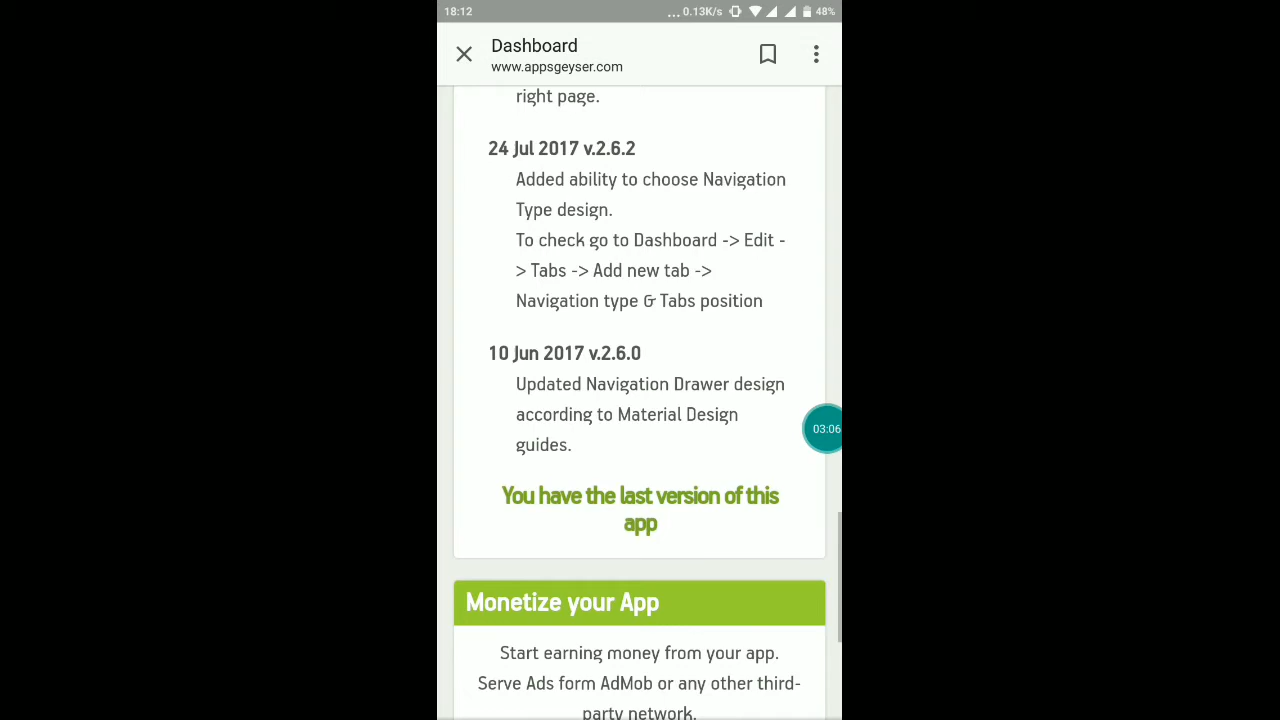 18:12
... 0.13K/s
48%
Dashboard
www.appsgeyser.com
right page.
24 Jul 2017 v.2.6.2
Added ability to choose Navigation
Type design.
To check go to Dashboard -> Edit -
> Tabs -> Add new tab ->
Navigation type & Tabs position
10 Jun 2017 v.2.6.0
Updated Navigation Drawer design
according to Material Design
guides.
03:06
You have the last version of this
app
Monetize your App
Start earning money from your app.
Serve Ads form AdMob or any other third-
party network.